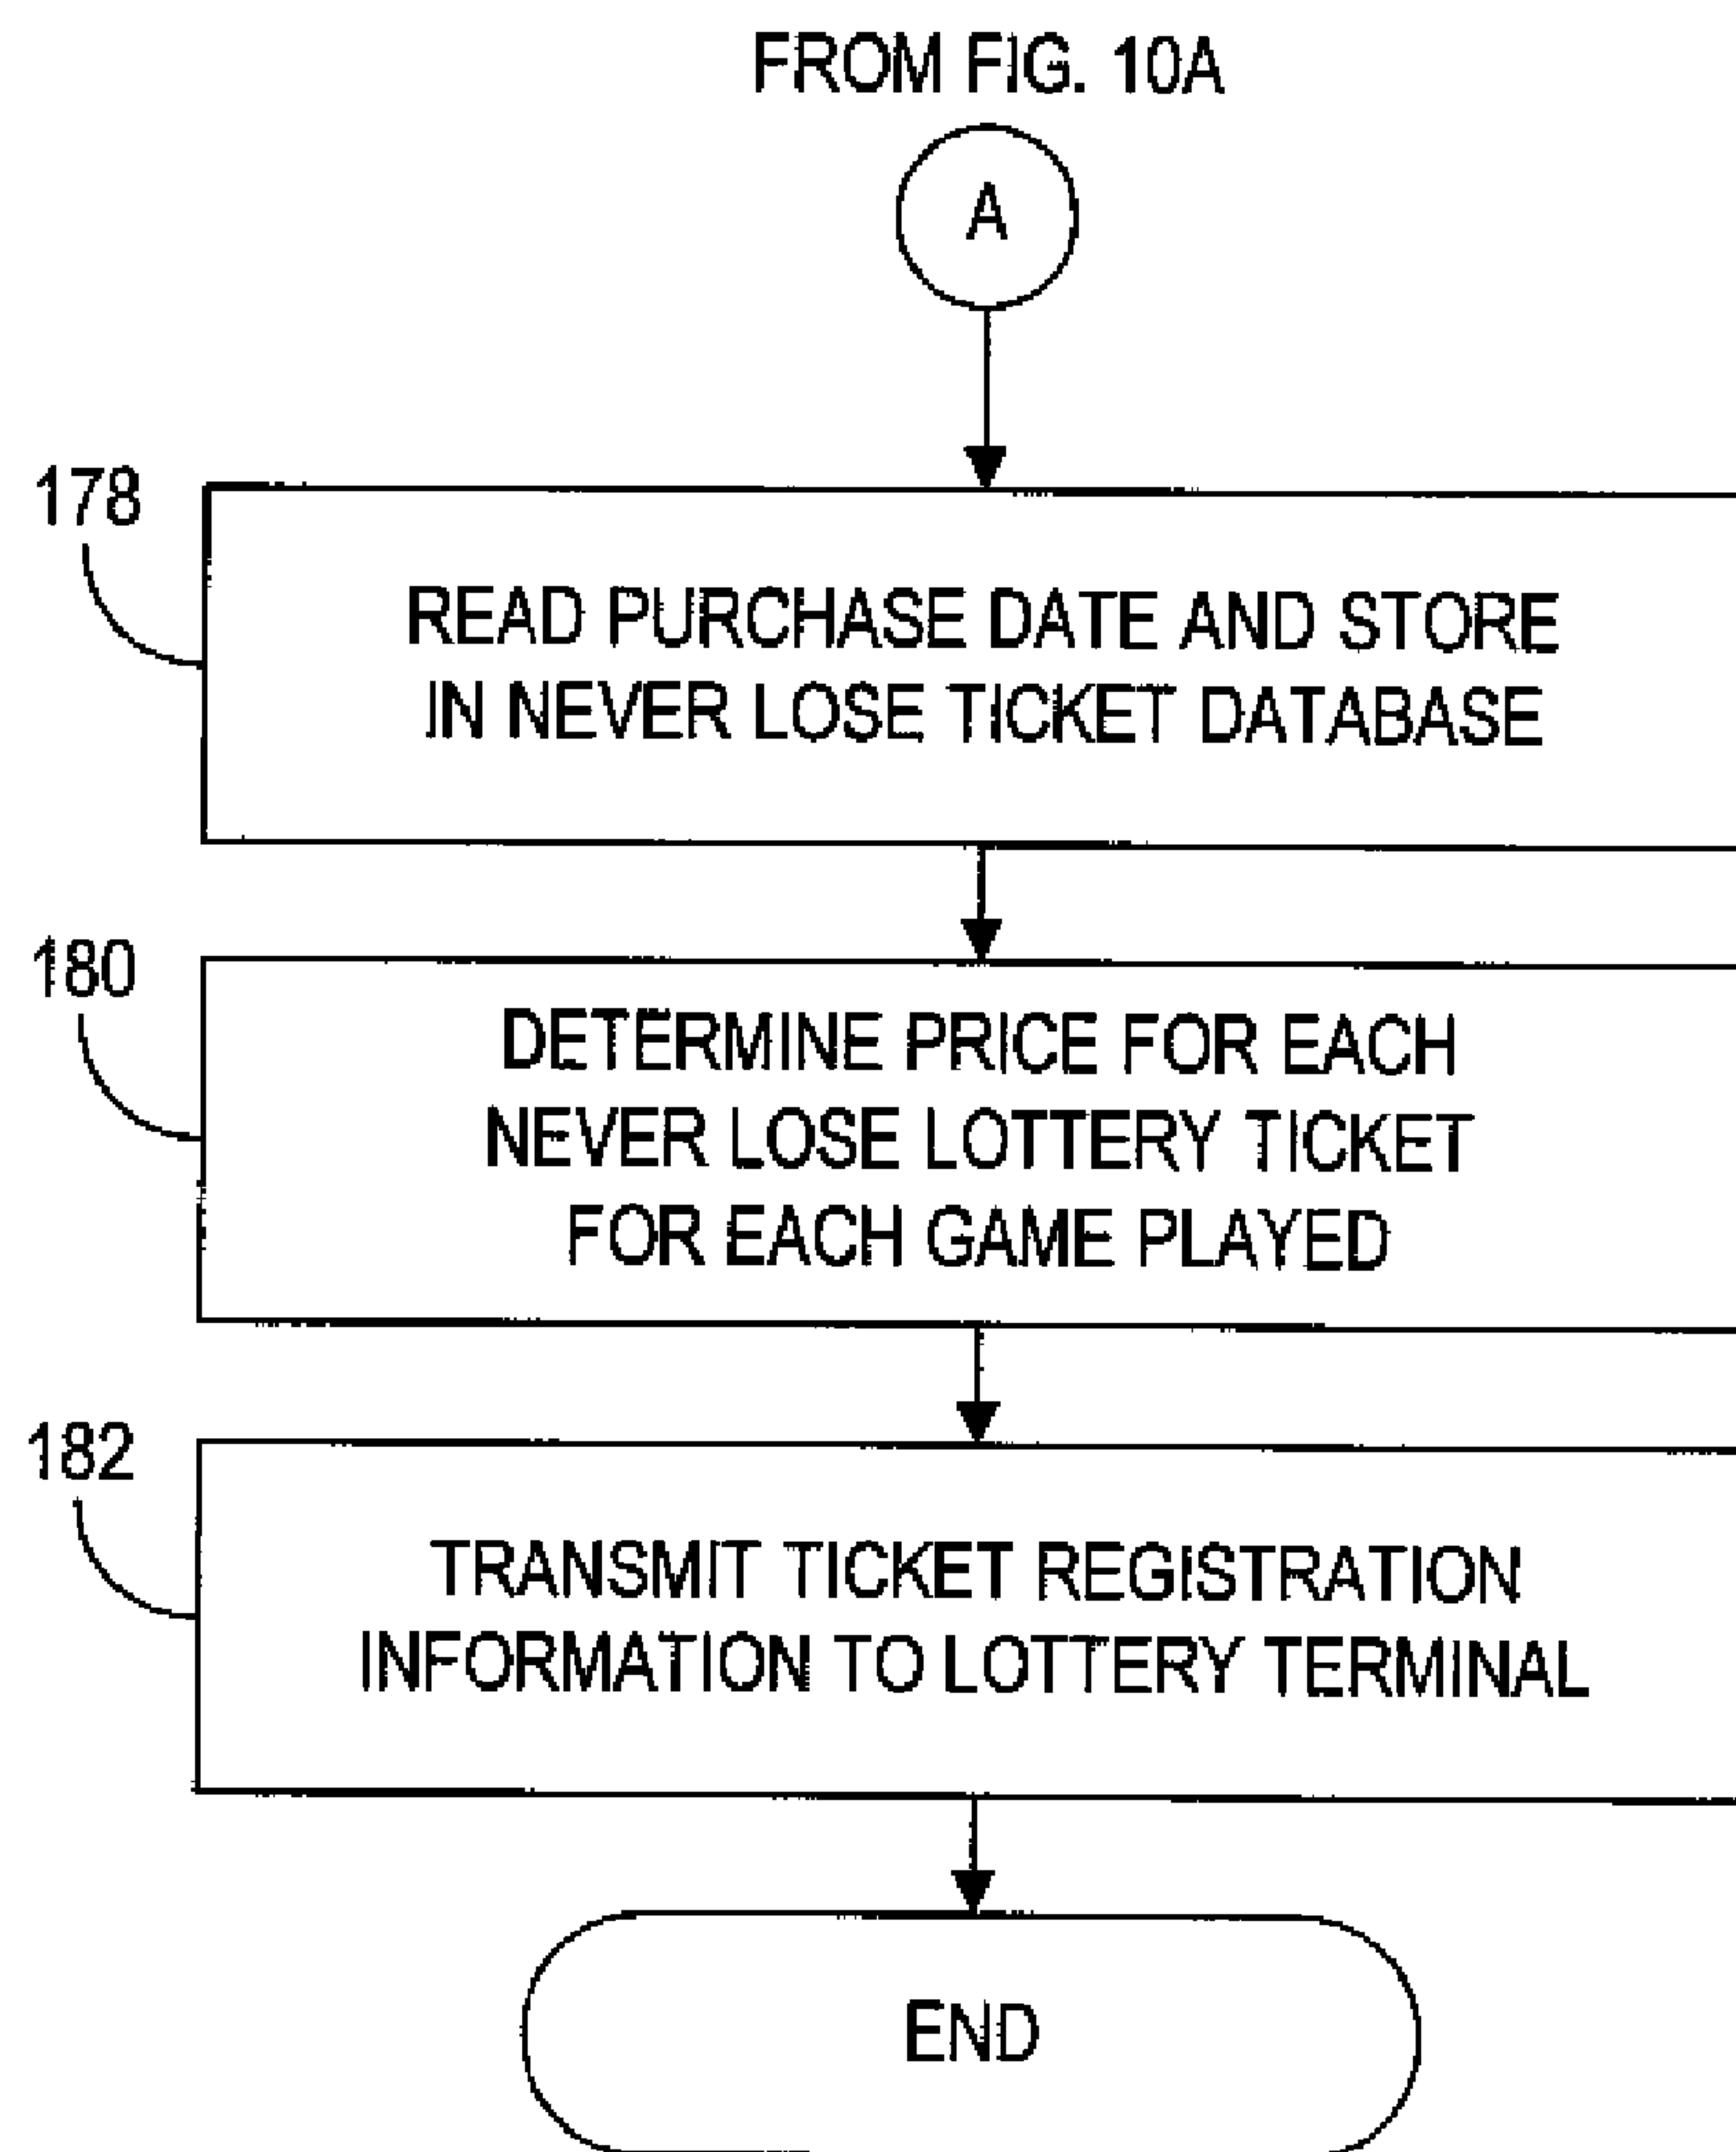 FROM FIG. 10A
A
178
READ PURCHASE DATE AND STORE
IN NEVER LOSE TICKET DATABASE
180
DETERMINE PRICE FOR EACH
NEVER LOSE LOTTERY TICKET
FOR EACH GAME PLAYED
182
TRANSMIT TICKET REGISTRATION
INFORMATION TO LOTTERY TERMINAL
END